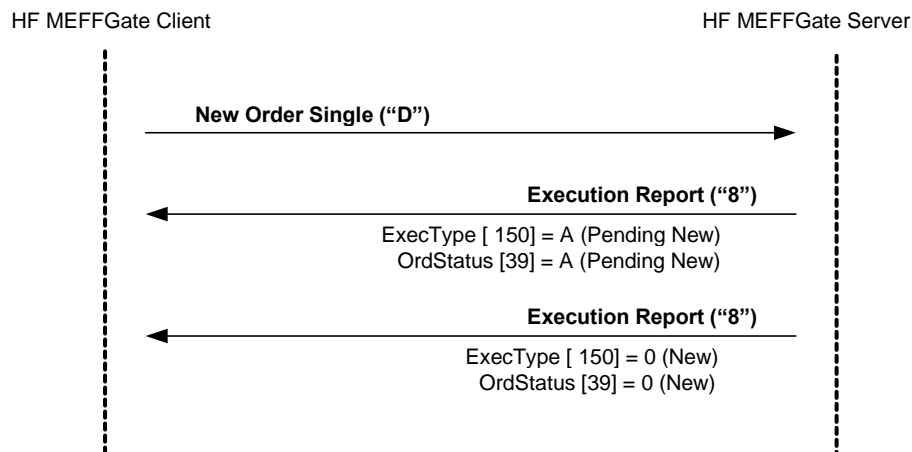 HF MEFFGate Client
HF MEFFGate Server
New Order Single (“D”)
Execution Report (“8”)
ExecType [ 150] = A (Pending New)
OrdStatus [39] = A (Pending New)
Execution Report (“8”)
ExecType [ 150] = 0 (New)
OrdStatus [39] = 0 (New)